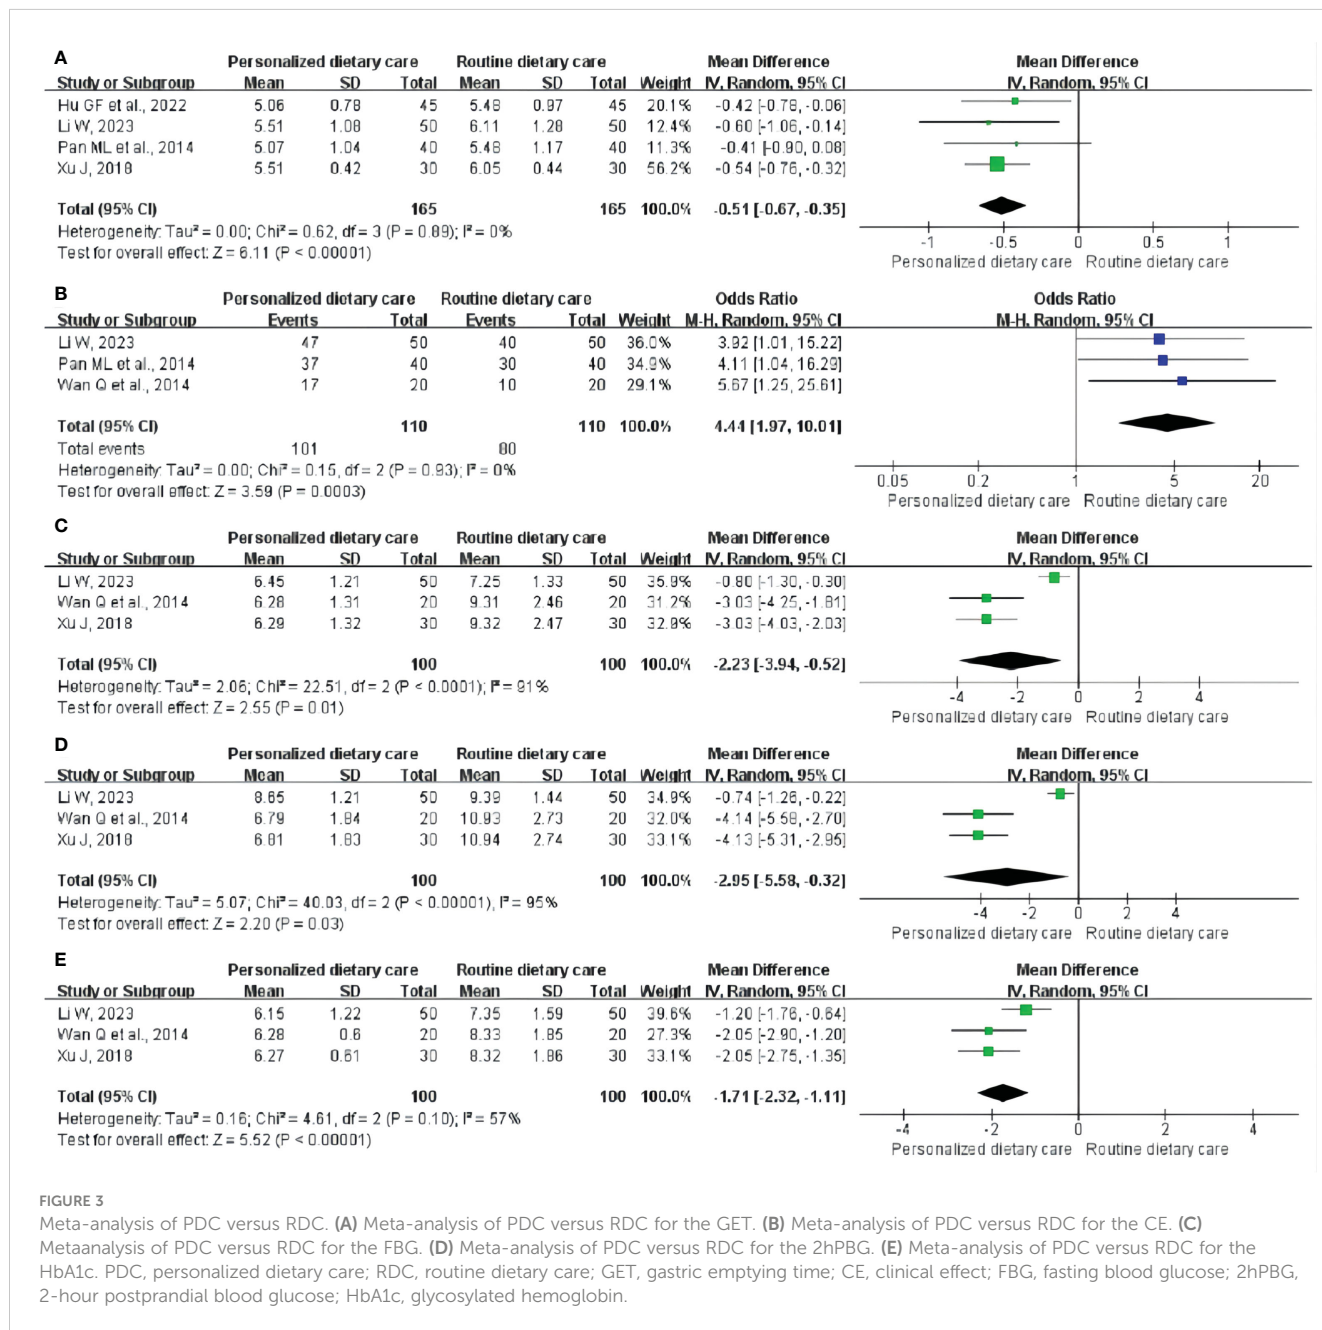 A
Personalized dietary care Routine dietary care Mean Difference Mean Difference
Study or Subgroup Mean SD Total Mean SD Total Weight IV, Random, 95% CI IV, Random, 95% CI
Hu GF et al., 2022 5.06 0.78 45 5.48 0.97 45 20.1% -0.42 [-0.78, -0.06]
Li W, 2023 5.51 1.08 50 6.11 1.28 50 12.4% -0.60 [-1.06, -0.14]
Pan ML et al., 2014 5.07 1.04 40 5.48 1.17 40 11.3% -0.41 [-0.90, 0.08]
Xu J, 2018 5.51 0.42 30 6.05 0.44 30 56.2% -0.54 [-0.76, -0.32]
Total (95% CI) 165 165 100.0% -0.51 [-0.67, -0.35]
Heterogeneity: Tau² = 0.00; Chi² = 0.62, df = 3 (P = 0.89); I² = 0%
Test for overall effect: Z = 6.11 (P < 0.00001)
-1 -0.5 0 0.5 1
Personalized dietary care Routine dietary care
B
Personalized dietary care Routine dietary care Odds Ratio Odds Ratio
Study or Subgroup Events Total Events Total Weight M-H, Random, 95% CI M-H, Random, 95% CI
Li W, 2023 47 50 40 50 36.0% 3.92 [1.01, 15.22]
Pan ML et al., 2014 37 40 30 40 34.9% 4.11 [1.04, 16.29]
Wan Q et al., 2014 17 20 10 20 29.1% 5.67 [1.25, 25.61]
Total (95% CI) 110 110 100.0% 4.44 [1.97, 10.01]
Total events 101 80
Heterogeneity: Tau² = 0.00; Chi² = 0.15, df = 2 (P = 0.93); I² = 0%
Test for overall effect: Z = 3.59 (P = 0.0003)
0.05 0.2 1 5 20
Personalized dietary care Routine dietary care
C
Personalized dietary care Routine dietary care Mean Difference Mean Difference
Study or Subgroup Mean SD Total Mean SD Total Weight IV, Random, 95% CI IV, Random, 95% CI
Li W, 2023 6.45 1.21 50 7.25 1.33 50 35.9% -0.80 [-1.30, -0.30]
Wan Q et al., 2014 6.28 1.31 20 9.31 2.46 20 31.2% -3.03 [-4.25, -1.81]
Xu J, 2018 6.29 1.32 30 9.32 2.47 30 32.9% -3.03 [-4.03, -2.03]
Total (95% CI) 100 100 100.0% -2.23 [-3.94, -0.52]
Heterogeneity: Tau² = 2.06; Chi² = 22.51, df = 2 (P < 0.0001); I² = 91%
Test for overall effect: Z = 2.55 (P = 0.01)
-4 -2 0 2 4
Personalized dietary care Routine dietary care
D
Personalized dietary care Routine dietary care Mean Difference Mean Difference
Study or Subgroup Mean SD Total Mean SD Total Weight IV, Random, 95% CI IV, Random, 95% CI
Li W, 2023 8.65 1.21 50 9.39 1.44 50 34.9% -0.74 [-1.26, -0.22]
Wan Q et al., 2014 6.79 1.84 20 10.93 2.73 20 32.0% -4.14 [-5.58, -2.70]
Xu J, 2018 6.81 1.83 30 10.94 2.74 30 33.1% -4.13 [-5.31, -2.95]
Total (95% CI) 100 100 100.0% -2.95 [-5.58, -0.32]
Heterogeneity: Tau² = 5.07; Chi² = 40.03, df = 2 (P < 0.00001), I² = 95%
Test for overall effect: Z = 2.20 (P = 0.03)
-4 -2 0 2 4
Personalized dietary care Routine dietary care
E
Personalized dietary care Routine dietary care Mean Difference Mean Difference
Study or Subgroup Mean SD Total Mean SD Total Weight IV, Random, 95% CI IV, Random, 95% CI
Li W, 2023 6.15 1.22 50 7.35 1.59 50 39.6% -1.20 [-1.76, -0.64]
Wan Q et al., 2014 6.28 0.6 20 8.33 1.85 20 27.3% -2.05 [-2.90, -1.20]
Xu J, 2018 6.27 0.61 30 8.32 1.86 30 33.1% -2.05 [-2.75, -1.35]
Total (95% CI) 100 100 100.0% -1.71 [-2.32, -1.11]
Heterogeneity: Tau² = 0.16; Chi² = 4.61, df = 2 (P = 0.10); I² = 57%
Test for overall effect: Z = 5.52 (P < 0.00001)
-4 -2 0 2 4
Personalized dietary care Routine dietary care
FIGURE 3
Meta-analysis of PDC versus RDC. (A) Meta-analysis of PDC versus RDC for the GET. (B) Meta-analysis of PDC versus RDC for the CE. (C)
Metaanalysis of PDC versus RDC for the FBG. (D) Meta-analysis of PDC versus RDC for the 2hPBG. (E) Meta-analysis of PDC versus RDC for the
HbA1c. PDC, personalized dietary care; RDC, routine dietary care; GET, gastric emptying time; CE, clinical effect; FBG, fasting blood glucose; 2hPBG,
2-hour postprandial blood glucose; HbA1c, glycosylated hemoglobin.